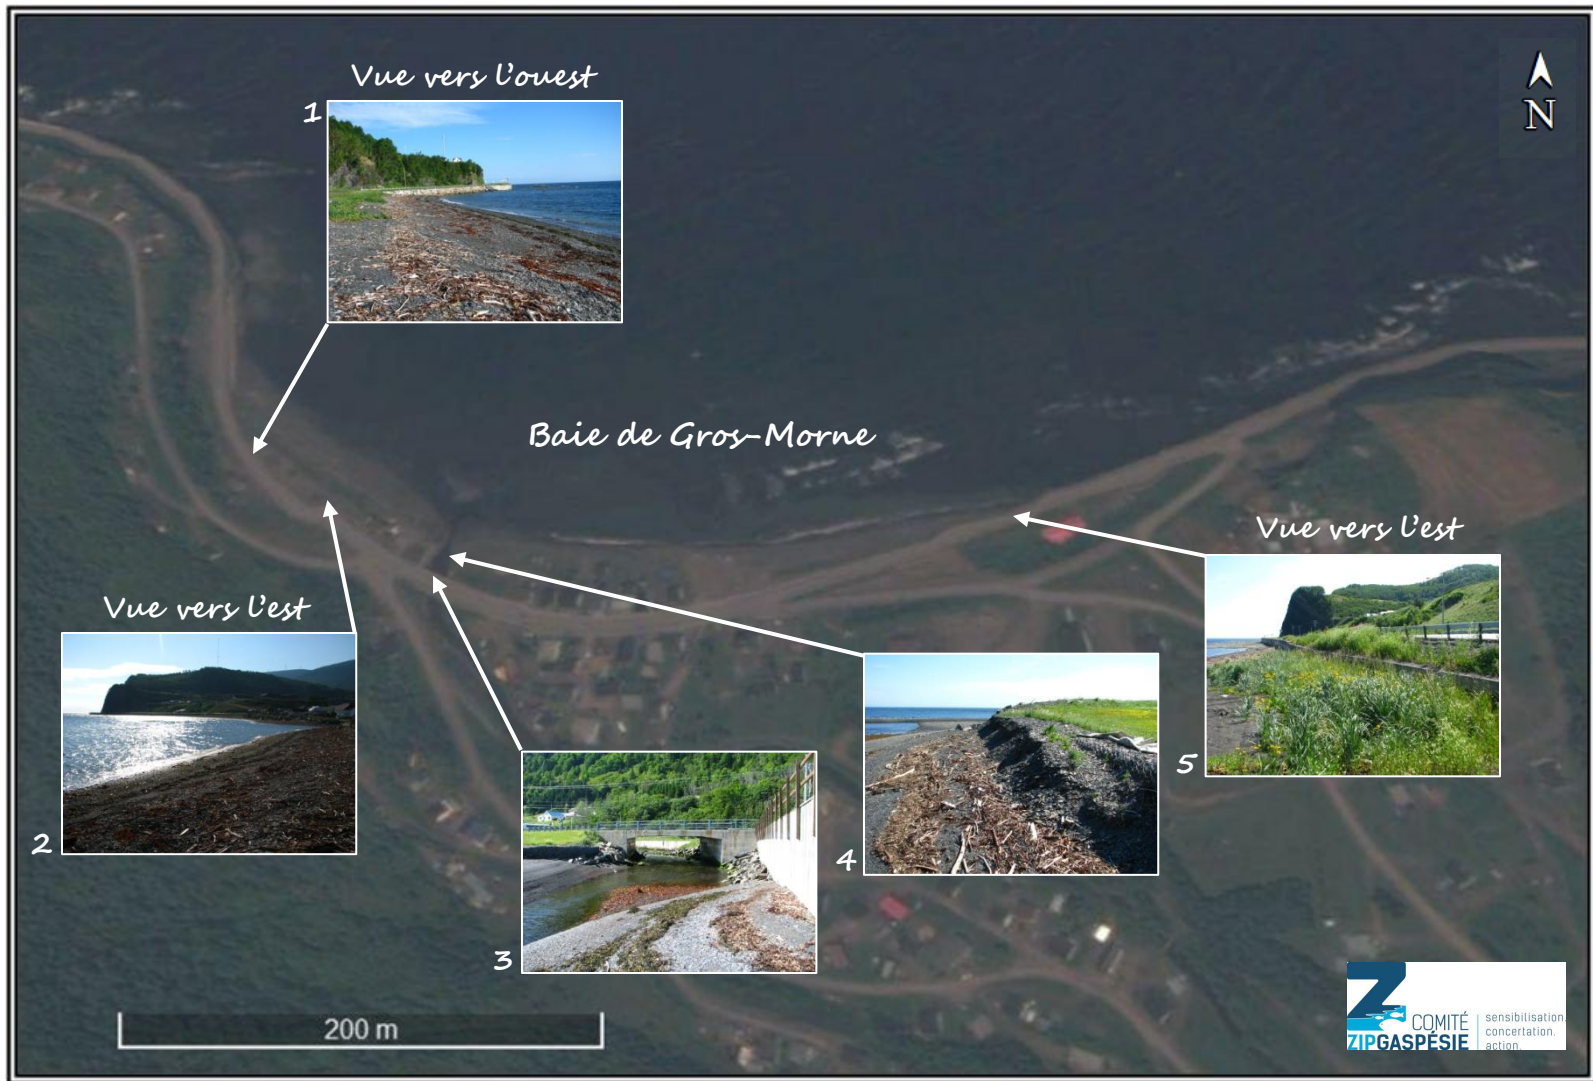 Vue vers l'ouest
1
N
Baie de Gros-Morne
Vue vers l'est
Vue vers l'est
2
3
4
5
200 m
Z
COMITÉ
ZIPGASPÉSIE
sensibilisation.
concertation.
action.